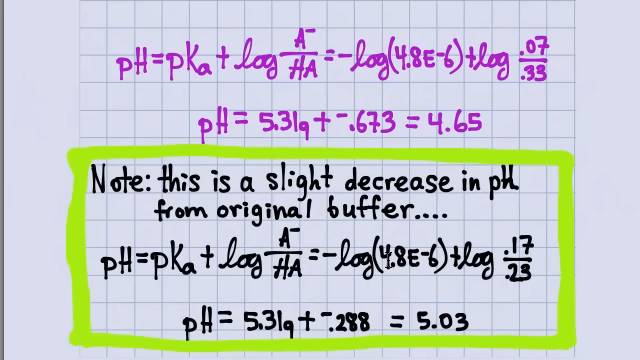 pH = pKa + log A⁻/HA = -log(4.8E-6) + log .07/.33
pH = 5.319 + -.673 = 4.65
Note: this is a slight decrease in pH
from original buffer....
pH = pKa + log A⁻/HA = -log(4.8E-6) + log .17/.23
pH = 5.319 + -.288 = 5.03